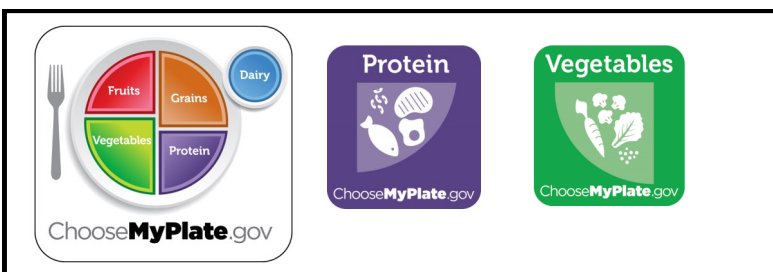 Fruits
Grains
Dairy
Vegetables
Protein
ChooseMyPlate.gov
Protein
ChooseMyPlate.gov
Vegetables
ChooseMyPlate.gov